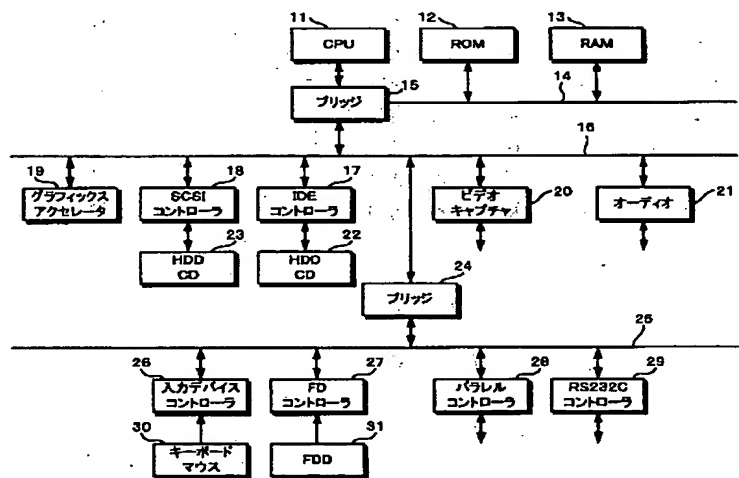 11
12
13
CPU
ROM
RAM
15
14
ブリッジ
16
19
18
17
20
21
グラフィックス
アクセレータ
SCSI
コントローラ
IDE
コントローラ
ビデオ
キャプチャ
オーディオ
23
22
24
HDD
CD
HDD
CD
ブリッジ
25
26
27
28
29
入力デバイス
コントローラ
FD
コントローラ
パラレル
コントローラ
RS232C
コントローラ
30
31
キーボード
マウス
FDD